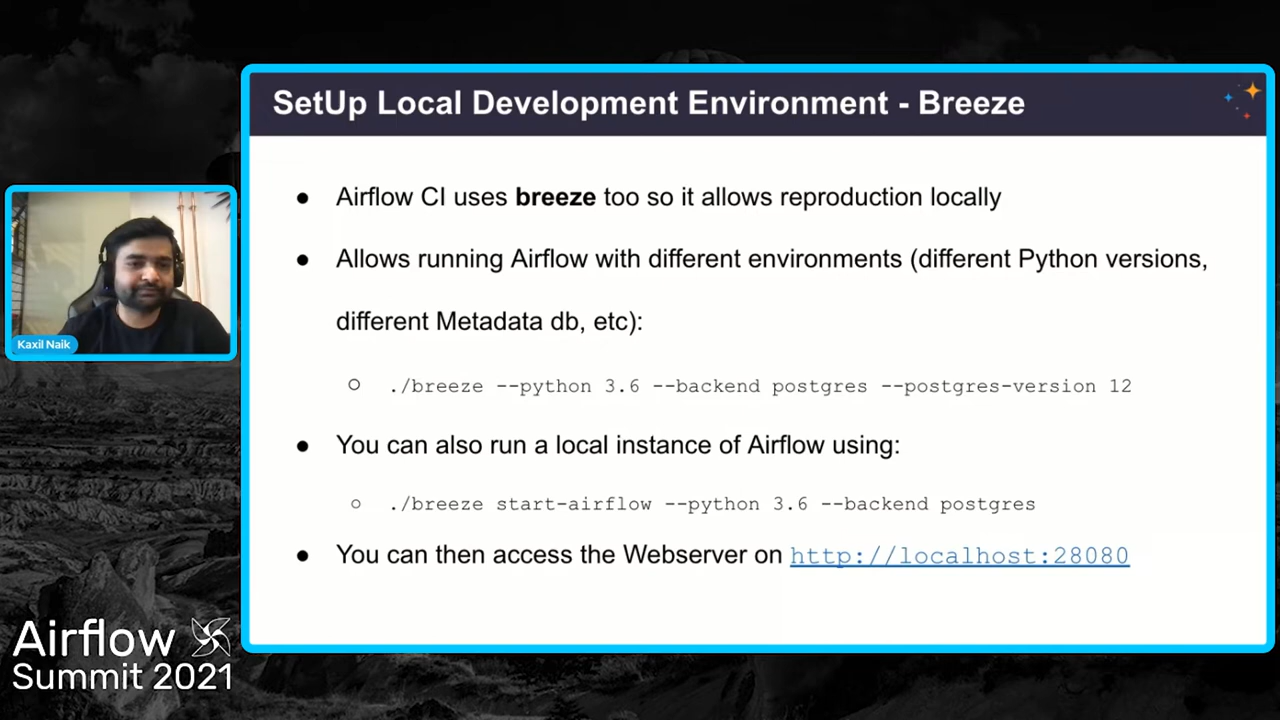 SetUp Local Development Environment - Breeze
● Airflow CI uses breeze too so it allows reproduction locally
● Allows running Airflow with different environments (different Python versions,
different Metadata db, etc):
○ ./breeze --python 3.6 --backend postgres --postgres-version 12
● You can also run a local instance of Airflow using:
○ ./breeze start-airflow --python 3.6 --backend postgres
● You can then access the Webserver on http://localhost:28080
Kaxil Naik
Airflow
Summit 2021